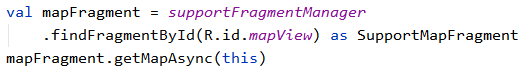 val mapFragment = supportFragmentManager
    .findFragmentById(R.id.mapView) as SupportMapFragment
mapFragment.getMapAsync(this)